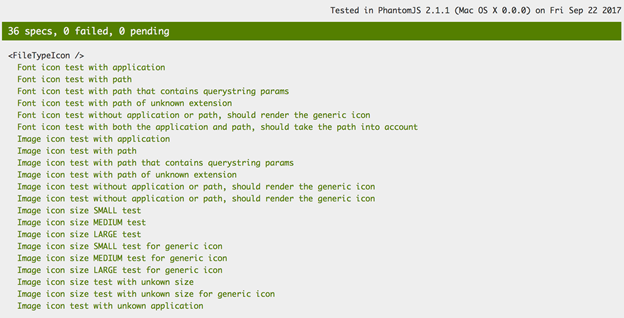 Tested in PhantomJS 2.1.1 (Mac OS X 0.0.0) on Fri Sep 22 2017
36 specs, 0 failed, 0 pending
<FileTypeIcon />
Font icon test with application
Font icon test with path
Font icon test with path that contains querystring params
Font icon test with path of unknown extension
Font icon test without application or path, should render the generic icon
Font icon test with both the application and path, should take the path into account
Image icon test with application
Image icon test with path
Image icon test with path that contains querystring params
Image icon test with path of unknown extension
Image icon test without application or path, should render the generic icon
Image icon test without application or path, should render the generic icon
Image icon size SMALL test
Image icon size MEDIUM test
Image icon size LARGE test
Image icon size SMALL test for generic icon
Image icon size MEDIUM test for generic icon
Image icon size LARGE test for generic icon
Image icon size test with unkown size
Image icon size test with unkown size for generic icon
Image icon test with unkown application